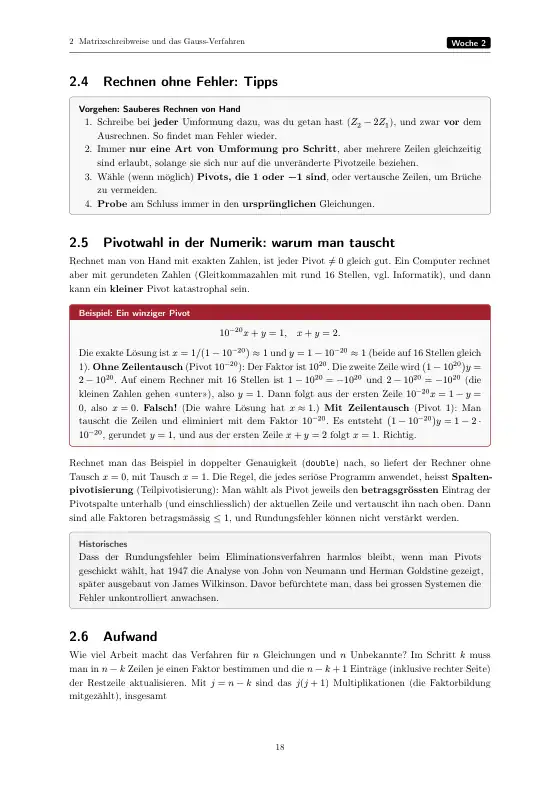 2 Matrixschreibweise und das Gauss-Verfahren
Woche 2
2.4 Rechnen ohne Fehler: Tipps
Vorgehen: Sauberes Rechnen von Hand
1. Schreibe bei jeder Umformung dazu, was du getan hast (Z₂ − 2Z₁), und zwar vor dem
Ausrechnen. So findet man Fehler wieder.
2. Immer nur eine Art von Umformung pro Schritt, aber mehrere Zeilen gleichzeitig
sind erlaubt, solange sie sich nur auf die unveränderte Pivotzeile beziehen.
3. Wähle (wenn möglich) Pivots, die 1 oder −1 sind, oder vertausche Zeilen, um Brüche
zu vermeiden.
4. Probe am Schluss immer in den ursprünglichen Gleichungen.
2.5 Pivotwahl in der Numerik: warum man tauscht
Rechnet man von Hand mit exakten Zahlen, ist jeder Pivot ≠ 0 gleich gut. Ein Computer rechnet
aber mit gerundeten Zahlen (Gleitkommazahlen mit rund 16 Stellen, vgl. Informatik), und dann
kann ein kleiner Pivot katastrophal sein.
Beispiel: Ein winziger Pivot
10⁻²⁰x + y = 1, x + y = 2.
Die exakte Lösung ist x = 1/(1 − 10⁻²⁰) ≈ 1 und y = 1 − 10⁻²⁰ ≈ 1 (beide auf 16 Stellen gleich
1). Ohne Zeilentausch (Pivot 10⁻²⁰): Der Faktor ist 10²⁰. Die zweite Zeile wird (1 − 10²⁰)y =
2 − 10²⁰. Auf einem Rechner mit 16 Stellen ist 1 − 10²⁰ = −10²⁰ und 2 − 10²⁰ = −10²⁰ (die
kleinen Zahlen gehen «unter»), also y = 1. Dann folgt aus der ersten Zeile 10⁻²⁰x = 1 − y =
0, also x = 0. Falsch! (Die wahre Lösung hat x ≈ 1.) Mit Zeilentausch (Pivot 1): Man
tauscht die Zeilen und eliminiert mit dem Faktor 10⁻²⁰. Es entsteht (1 − 10⁻²⁰)y = 1 − 2 ·
10⁻²⁰, gerundet y = 1, und aus der ersten Zeile x + y = 2 folgt x = 1. Richtig.
Rechnet man das Beispiel in doppelter Genauigkeit (double) nach, so liefert der Rechner ohne
Tausch x = 0, mit Tausch x = 1. Die Regel, die jedes seriöse Programm anwendet, heisst Spalten-
pivotisierung (Teilpivotisierung): Man wählt als Pivot jeweils den betragsgrössten Eintrag der
Pivotspalte unterhalb (und einschliesslich) der aktuellen Zeile und vertauscht ihn nach oben. Dann
sind alle Faktoren betragsmässig ≤ 1, und Rundungsfehler können nicht verstärkt werden.
Historisches
Dass der Rundungsfehler beim Eliminationsverfahren harmlos bleibt, wenn man Pivots
geschickt wählt, hat 1947 die Analyse von John von Neumann und Herman Goldstine gezeigt,
später ausgebaut von James Wilkinson. Davor befürchtete man, dass bei grossen Systemen die
Fehler unkontrolliert anwachsen.
2.6 Aufwand
Wie viel Arbeit macht das Verfahren für n Gleichungen und n Unbekannte? Im Schritt k muss
man in n − k Zeilen je einen Faktor bestimmen und die n − k + 1 Einträge (inklusive rechter Seite)
der Restzeile aktualisieren. Mit j = n − k sind das j(j + 1) Multiplikationen (die Faktorbildung
mitgezählt), insgesamt
18